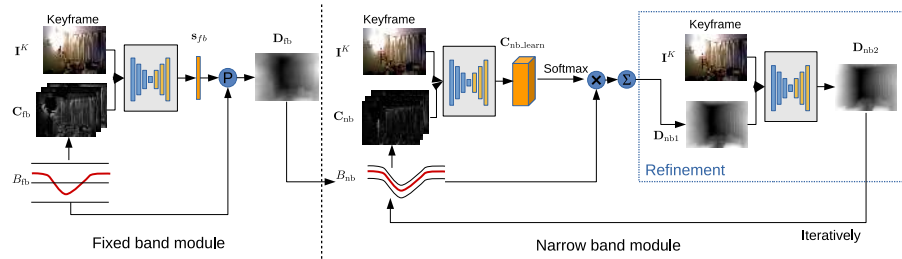 Keyframe
I^K
s_fb
D_fb
P
C_fb
B_fb
Fixed band module
Keyframe
I^K
C_nb_learn
Softmax
×
Σ
C_nb
B_nb
Narrow band module
Keyframe
I^K
D_nb1
D_nb2
Refinement
Iteratively